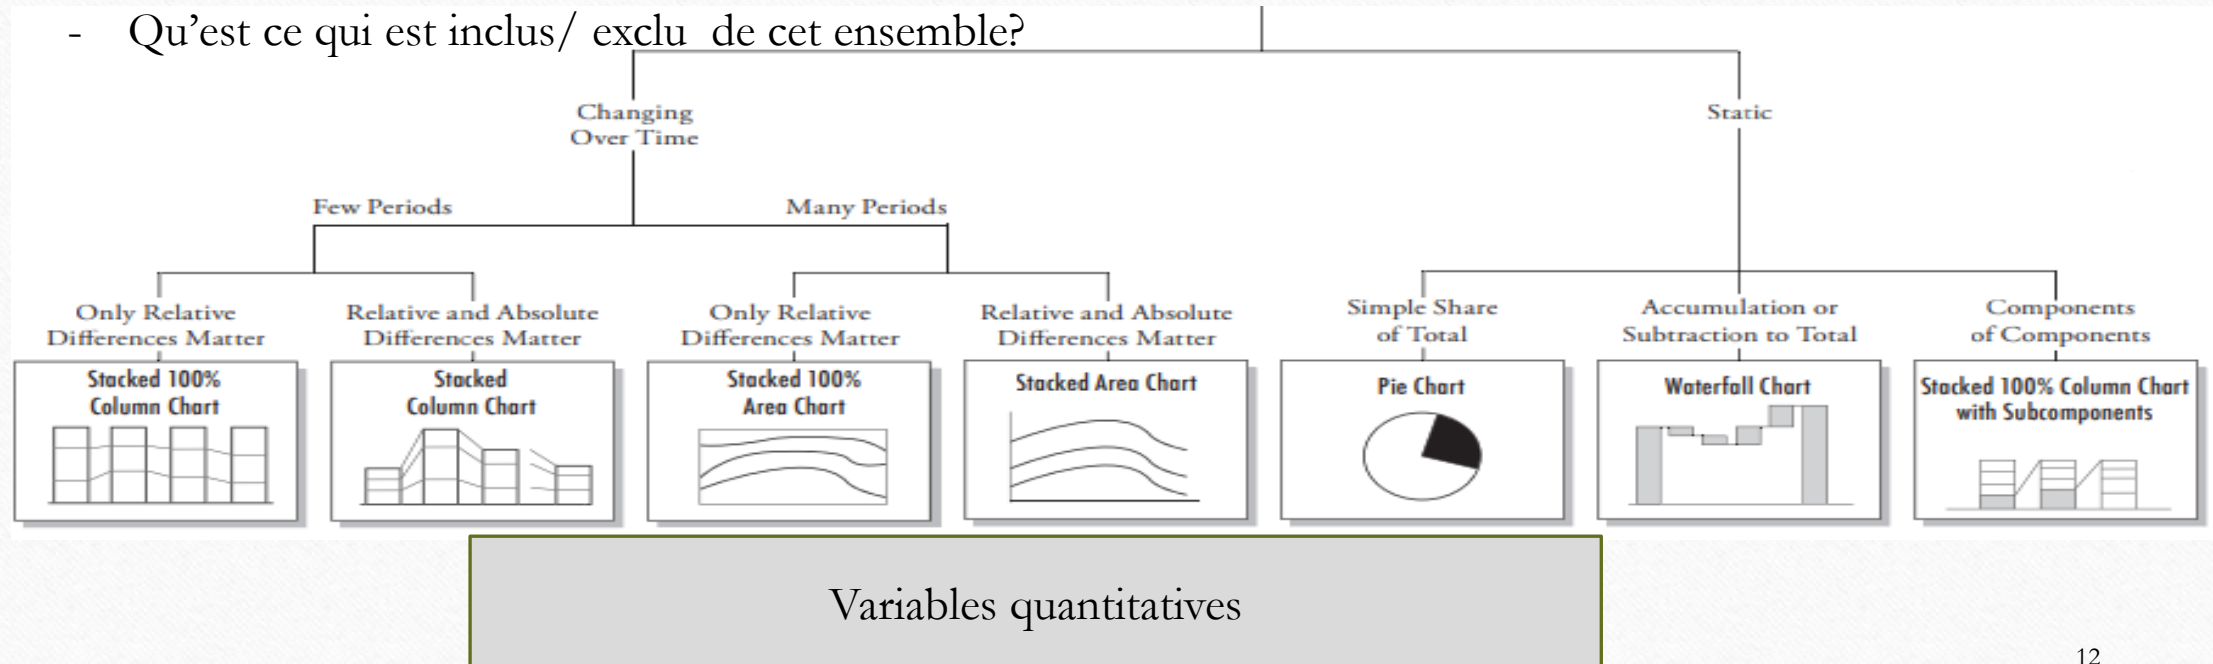 - Qu’est ce qui est inclus/ exclu de cet ensemble?
Changing
Over Time
Static
Few Periods
Many Periods
Only Relative
Differences Matter
Relative and Absolute
Differences Matter
Only Relative
Differences Matter
Relative and Absolute
Differences Matter
Simple Share
of Total
Accumulation or
Subtraction to Total
Components
of Components
Stacked 100%
Column Chart
Stacked
Column Chart
Stacked 100%
Area Chart
Stacked Area Chart
Pie Chart
Waterfall Chart
Stacked 100% Column Chart
with Subcomponents
Variables quantitatives
12